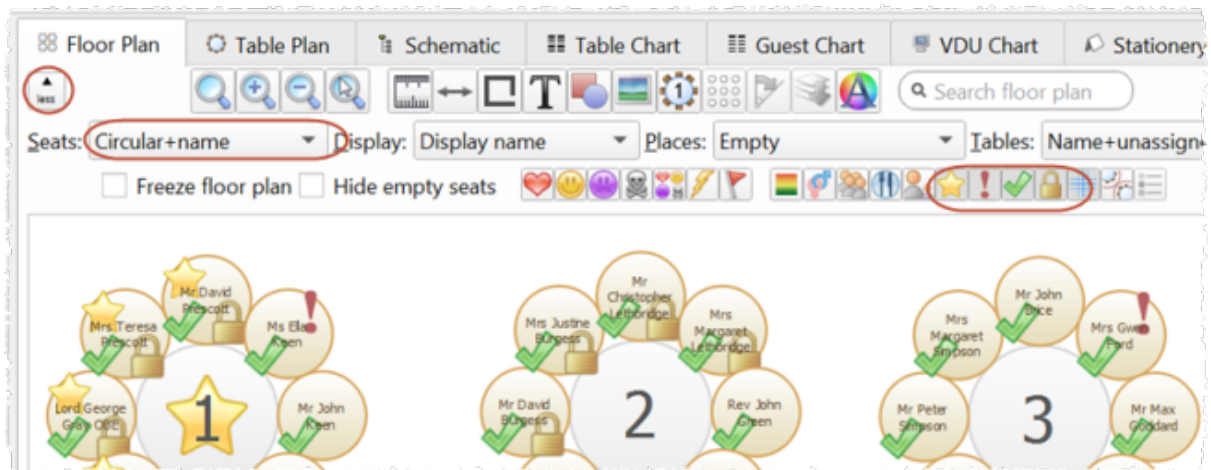 Floor Plan Table Plan Schematic Table Chart Guest Chart VDU Chart Stationery
less T 1 A Search floor plan
Seats: Circular+name Display: Display name Places: Empty Tables: Name+unassign
Freeze floor plan Hide empty seats
Mr David
Prescott
Mrs Teresa
Prescott
Ms Ella
Keen
Lord George
Gray OBE
1
Mr John
Keen
Mr
Christopher
Lethbridge
Mrs Justine
Burgess
Mrs
Margaret
Lethbridge
Mr David
Burgess
2
Rev John
Green
Mr John
Brice
Mrs
Margaret
Simpson
Mrs Gwen
Ford
Mr Peter
Simpson
3
Mr Max
Goddard